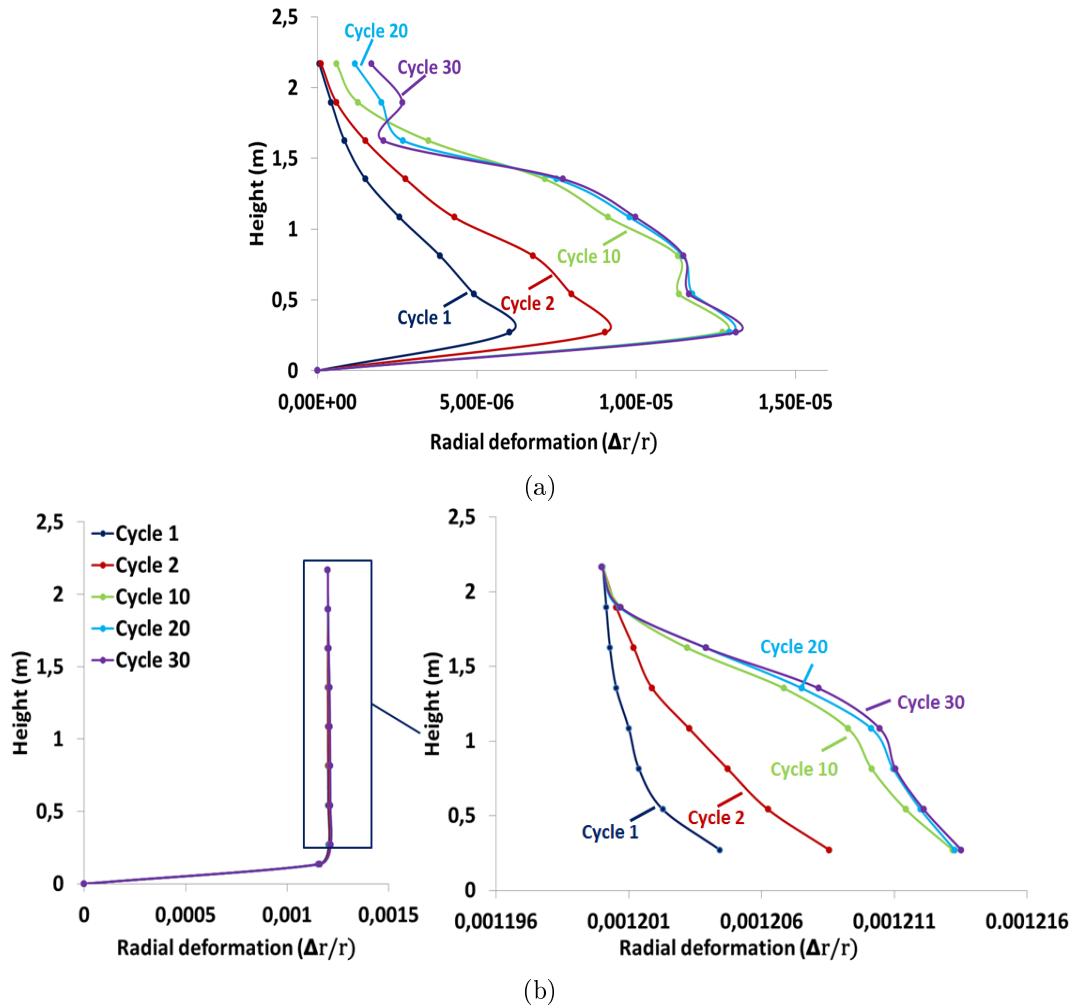 2,5
Cycle 20
Cycle 30
2
1,5
Height (m)
1
Cycle 10
0,5
Cycle 1
Cycle 2
0
0,00E+00 5,00E-06 1,00E-05 1,50E-05
Radial deformation (Δr/r)
(a)
2,5
Cycle 1
Cycle 2
Cycle 10
Cycle 20
Cycle 30
2
1,5
Height (m)
1
0,5
0
0 0,0005 0,001 0,0015
Radial deformation (Δr/r)
2,5
2
1,5
Cycle 20
Cycle 30
Height (m)
1
Cycle 10
0,5
Cycle 1
Cycle 2
0
0,001196 0,001201 0,001206 0,001211 0,001216
Radial deformation (Δr/r)
(b)